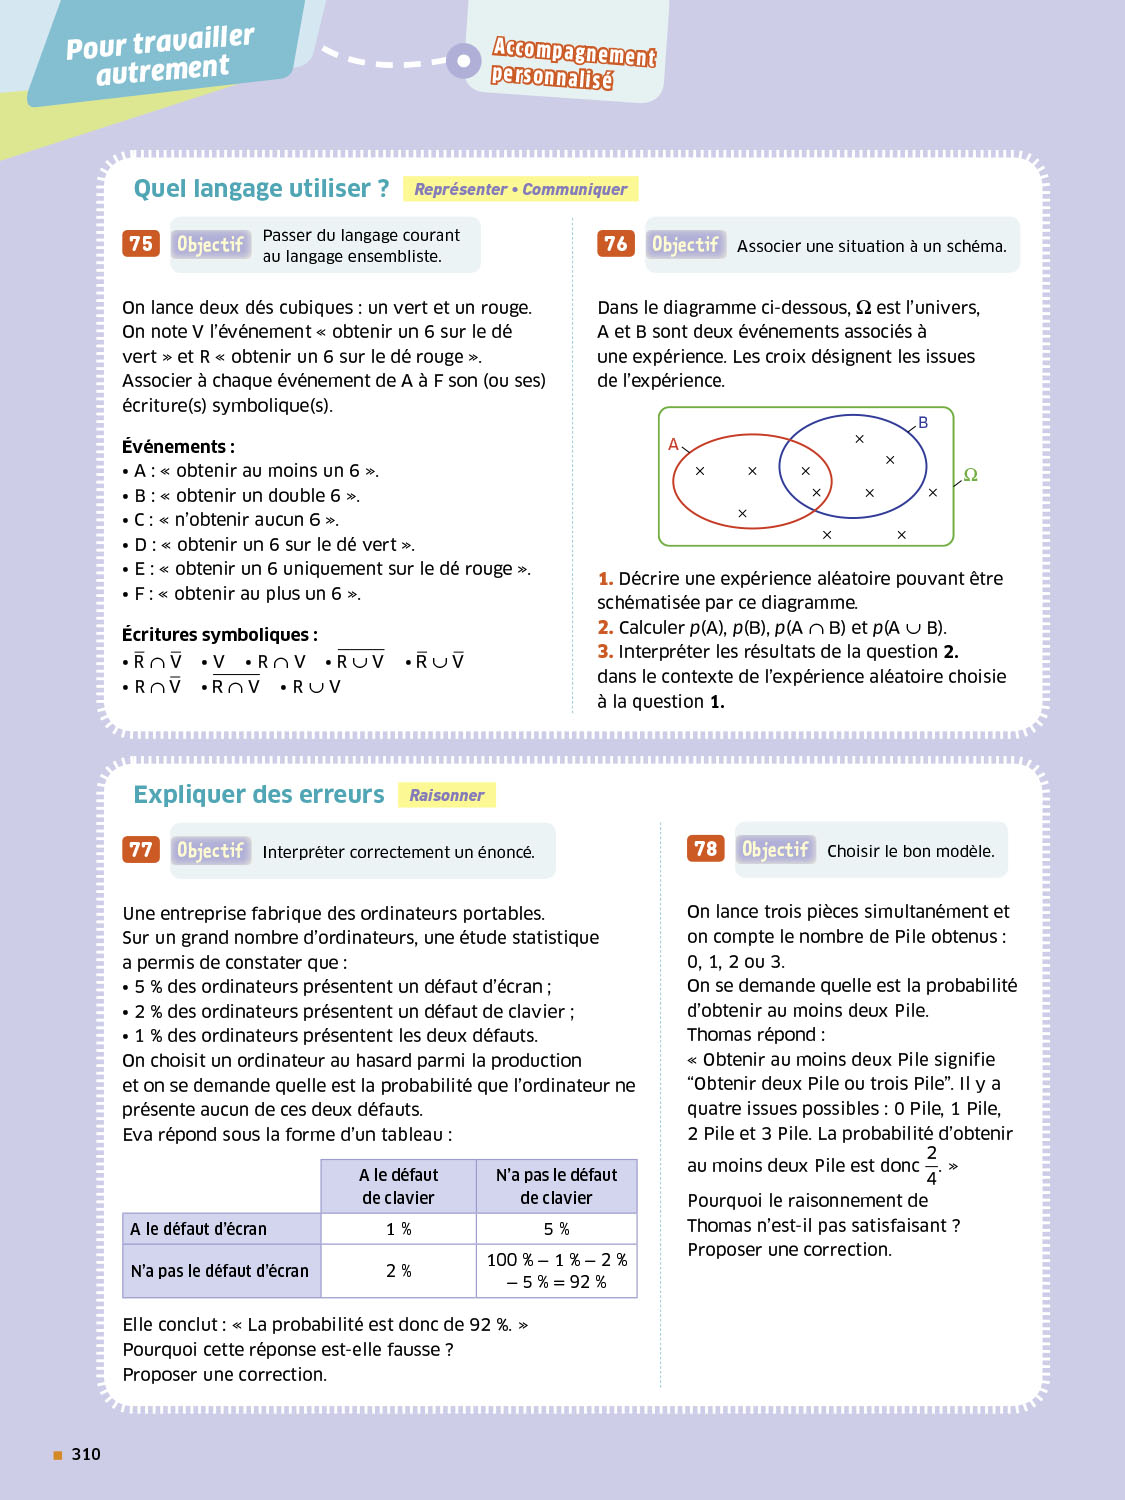 Pour travailler
autrement
Accompagnement
personnalisé
Quel langage utiliser ?
Représenter • Communiquer
75 Objectif
Passer du langage courant
au langage ensembliste.
On lance deux dés cubiques : un vert et un rouge.
On note V l'événement « obtenir un 6 sur le dé
vert » et R « obtenir un 6 sur le dé rouge ».
Associer à chaque événement de A à F son (ou ses)
écriture(s) symbolique(s).
Événements :
• A : « obtenir au moins un 6 ».
• B : « obtenir un double 6 ».
• C : « n'obtenir aucun 6 ».
• D : « obtenir un 6 sur le dé vert ».
• E : « obtenir un 6 uniquement sur le dé rouge ».
• F : « obtenir au plus un 6 ».
Écritures symboliques :
• R̅ ∩ V̅ • V • R ∩ V • R̅ ̅∪̅ ̅V̅ • R̅ ∪ V̅
• R ∩ V̅ • R̅ ̅∩̅ ̅V̅ • R ∪ V
76 Objectif Associer une situation à un schéma.
Dans le diagramme ci-dessous, Ω est l'univers,
A et B sont deux événements associés à
une expérience. Les croix désignent les issues
de l'expérience.
A
B
Ω
1. Décrire une expérience aléatoire pouvant être
schématisée par ce diagramme.
2. Calculer p(A), p(B), p(A ∩ B) et p(A ∪ B).
3. Interpréter les résultats de la question 2.
dans le contexte de l'expérience aléatoire choisie
à la question 1.
Expliquer des erreurs
Raisonner
77 Objectif Interpréter correctement un énoncé.
Une entreprise fabrique des ordinateurs portables.
Sur un grand nombre d'ordinateurs, une étude statistique
a permis de constater que :
• 5 % des ordinateurs présentent un défaut d'écran ;
• 2 % des ordinateurs présentent un défaut de clavier ;
• 1 % des ordinateurs présentent les deux défauts.
On choisit un ordinateur au hasard parmi la production
et on se demande quelle est la probabilité que l'ordinateur ne
présente aucun de ces deux défauts.
Eva répond sous la forme d'un tableau :
A le défaut
de clavier
N'a pas le défaut
de clavier
A le défaut d'écran 1 % 5 %
N'a pas le défaut d'écran 2 %
100 % – 1 % – 2 %
– 5 % = 92 %
Elle conclut : « La probabilité est donc de 92 %. »
Pourquoi cette réponse est-elle fausse ?
Proposer une correction.
78 Objectif Choisir le bon modèle.
On lance trois pièces simultanément et
on compte le nombre de Pile obtenus :
0, 1, 2 ou 3.
On se demande quelle est la probabilité
d'obtenir au moins deux Pile.
Thomas répond :
« Obtenir au moins deux Pile signifie
“Obtenir deux Pile ou trois Pile”. Il y a
quatre issues possibles : 0 Pile, 1 Pile,
2 Pile et 3 Pile. La probabilité d'obtenir
au moins deux Pile est donc 2/4. »
Pourquoi le raisonnement de
Thomas n'est-il pas satisfaisant ?
Proposer une correction.
310